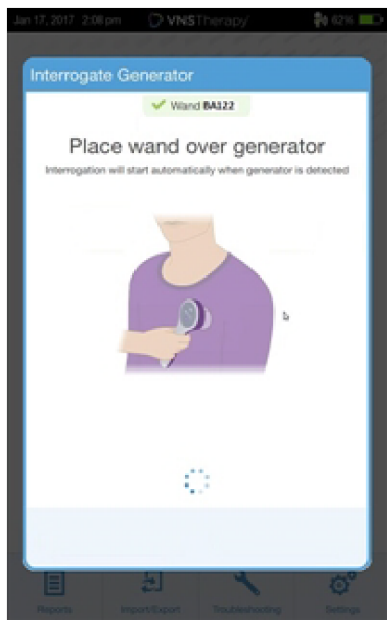 Jan 17, 2017 2:08 pm VNSTherapy 62%
Interrogate Generator
Wand BA122
Place wand over generator
Interrogation will start automatically when generator is detected
Reports Import/Export Troubleshooting Settings